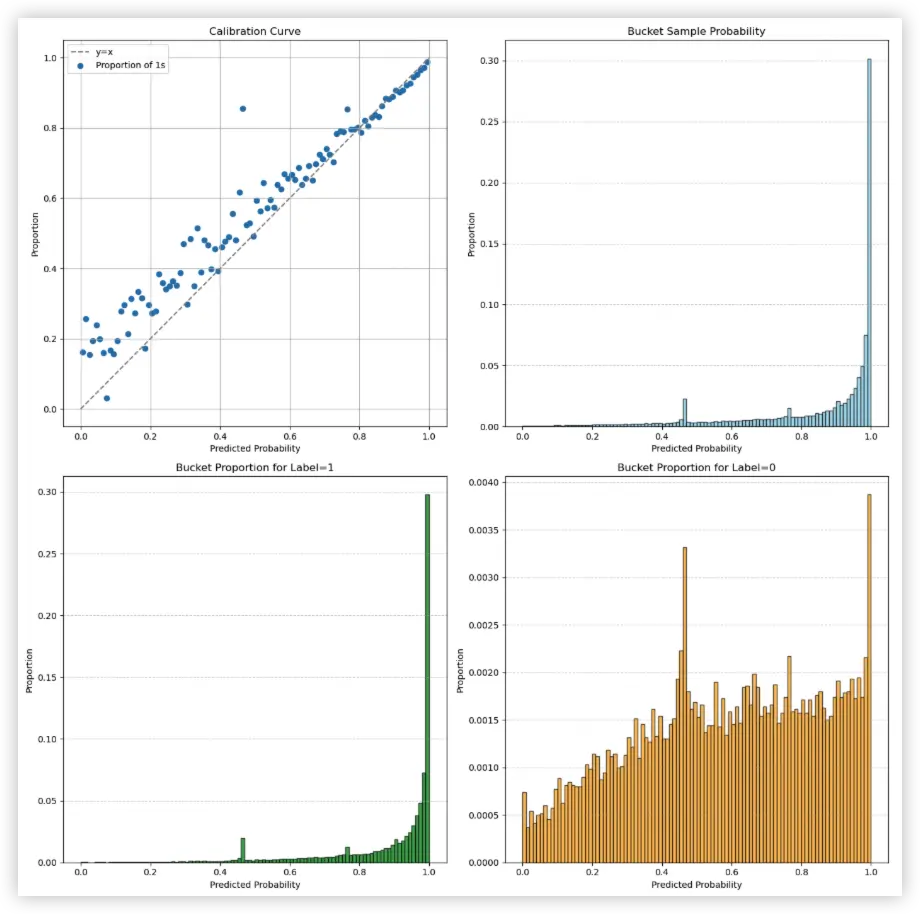 Calibration Curve
y=x
Proportion of 1s
1.0
0.8
0.6
0.4
0.2
0.0
Proportion
0.0 0.2 0.4 0.6 0.8 1.0
Predicted Probability
Bucket Sample Probability
0.30
0.25
0.20
0.15
0.10
0.05
0.00
Proportion
0.0 0.2 0.4 0.6 0.8 1.0
Predicted Probability
Bucket Proportion for Label=1
0.30
0.25
0.20
0.15
0.10
0.05
0.00
Proportion
0.0 0.2 0.4 0.6 0.8 1.0
Predicted Probability
Bucket Proportion for Label=0
0.0040
0.0035
0.0030
0.0025
0.0020
0.0015
0.0010
0.0005
0.0000
Proportion
0.0 0.2 0.4 0.6 0.8 1.0
Predicted Probability